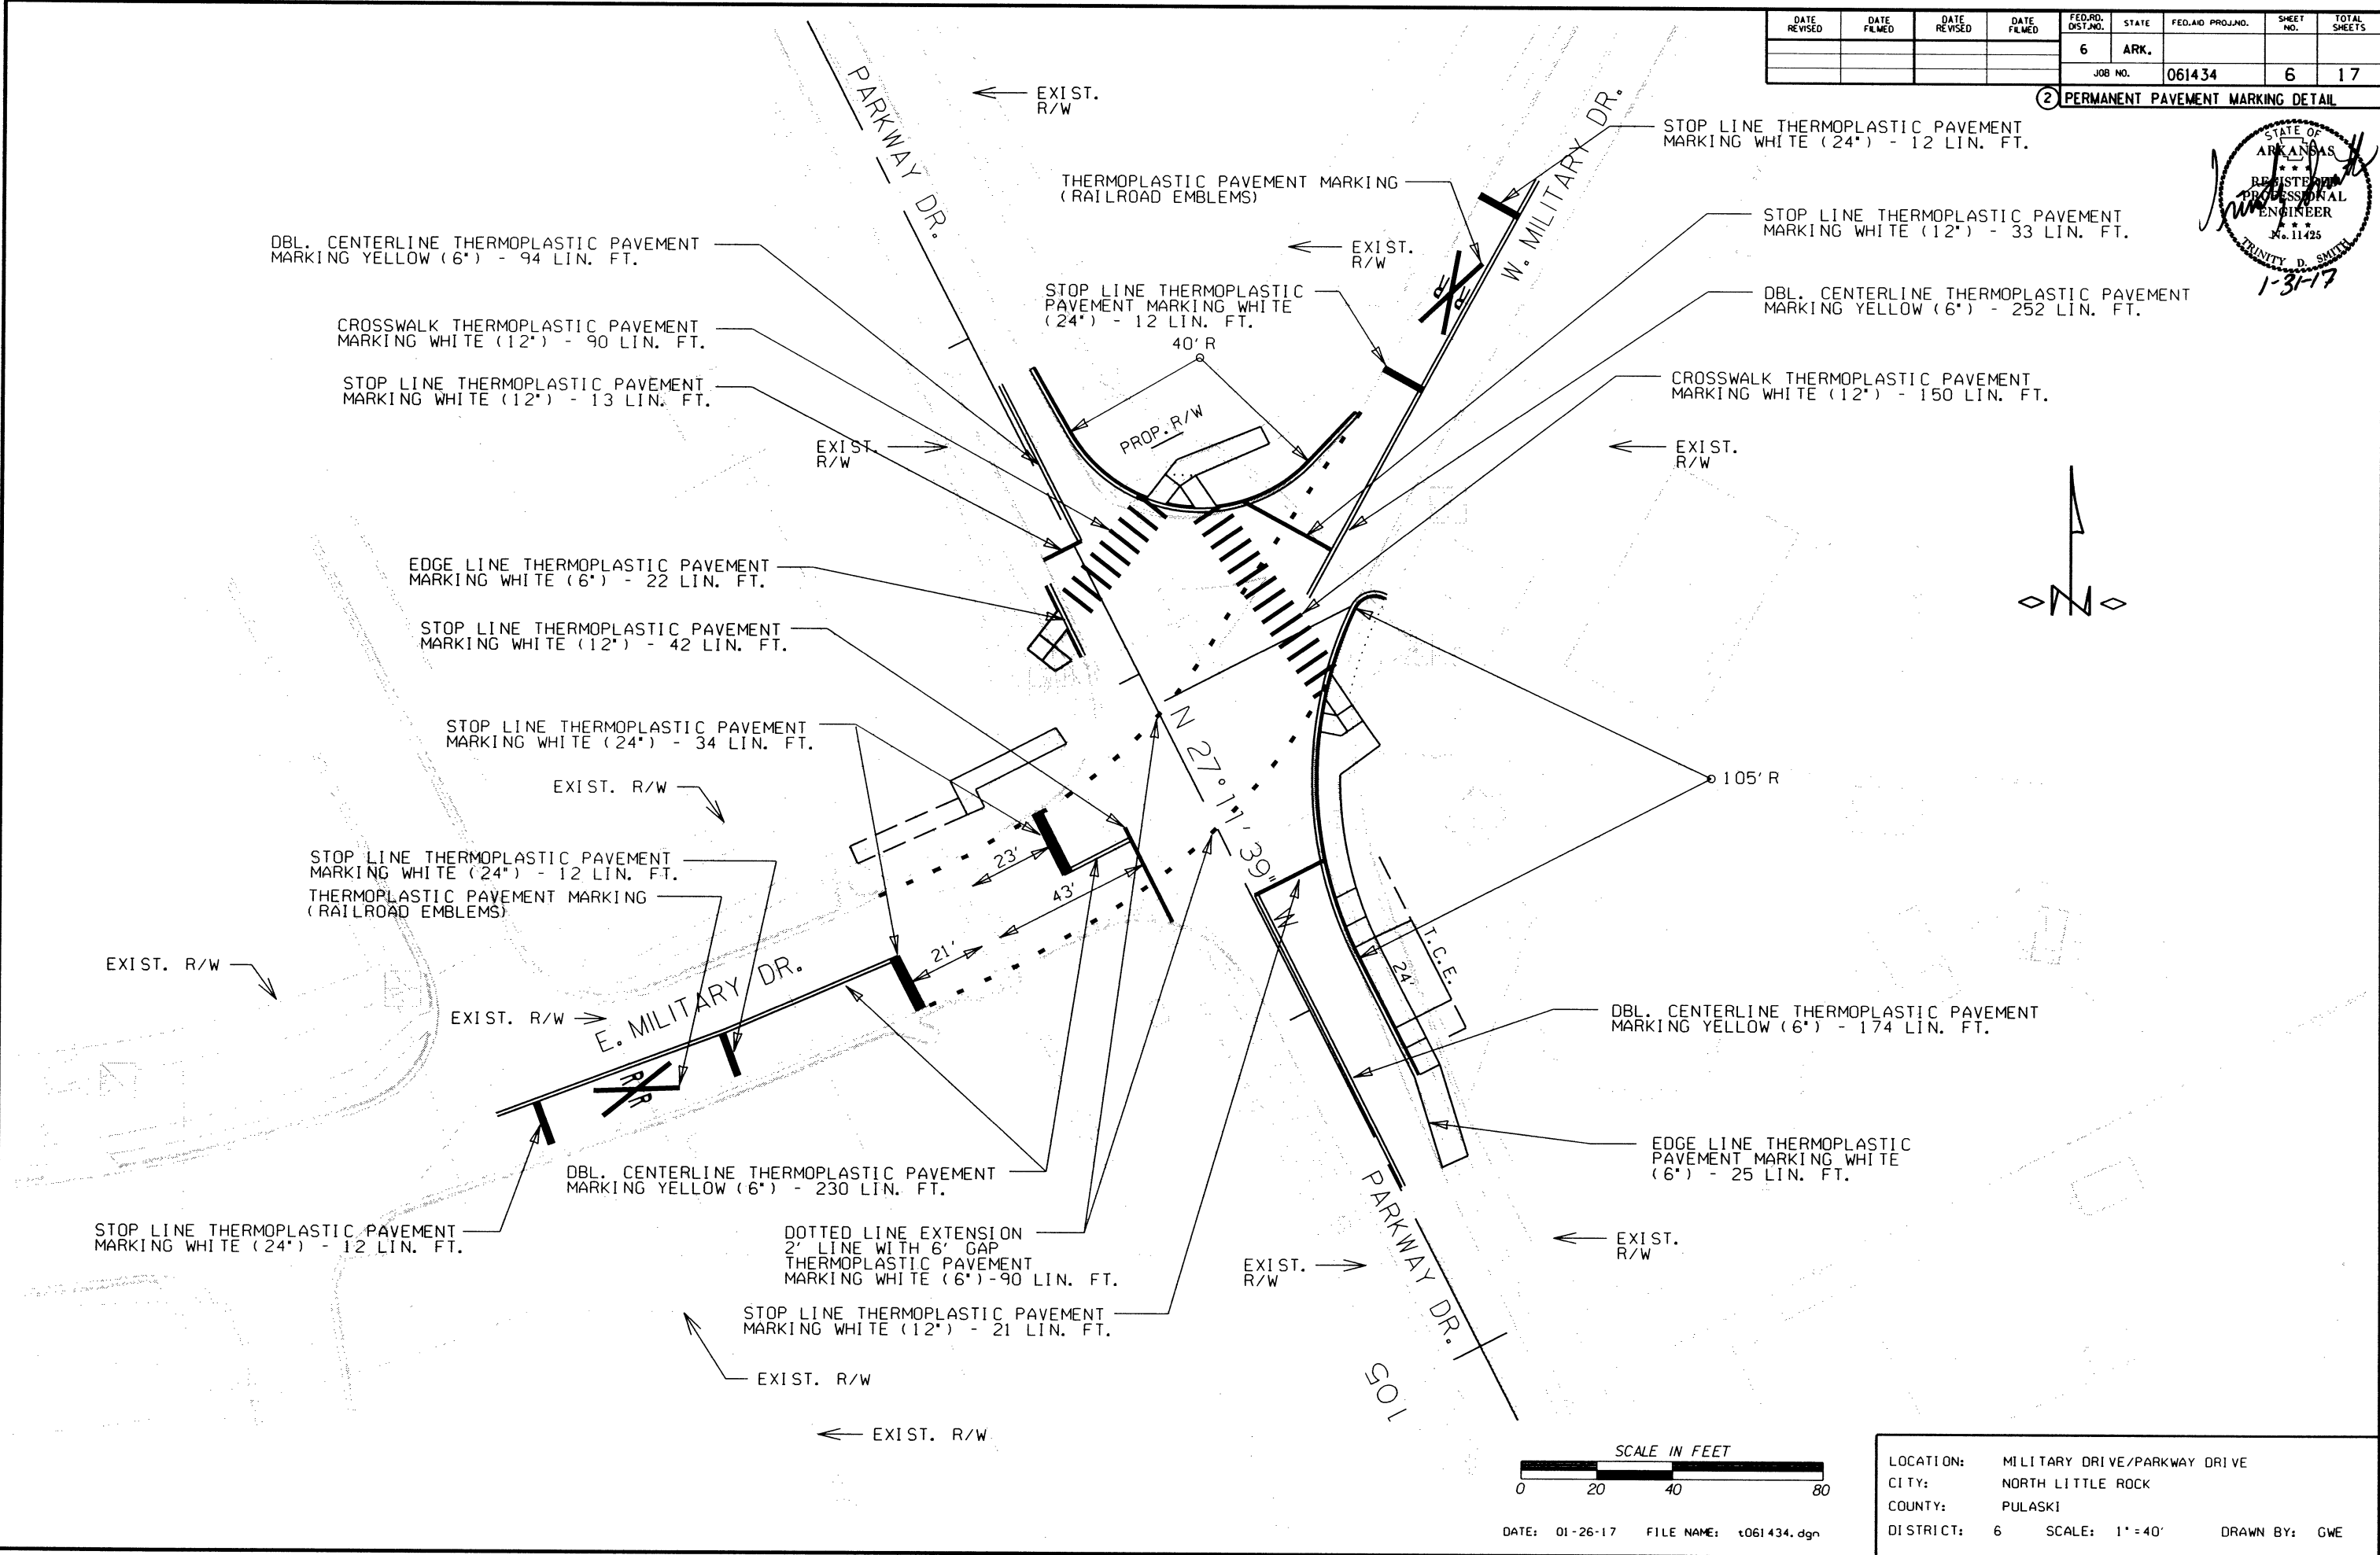 DATE REVISED
DATE FILMED
DATE REVISED
DATE FILMED
FED.RD. DIST.NO.
STATE
FED.AID PROJ.NO.
SHEET NO.
TOTAL SHEETS
6
ARK.
JOB NO.
061434
6
17
2
PERMANENT PAVEMENT MARKING DETAIL
STATE OF
ARKANSAS
REGISTERED
PROFESSIONAL
ENGINEER
No. 11425
TRINITY D. SMITH
1-31-17
PARKWAY DR.
EXIST.
R/W
W. MILITARY DR.
STOP LINE THERMOPLASTIC PAVEMENT
MARKING WHITE (24") - 12 LIN. FT.
THERMOPLASTIC PAVEMENT MARKING
(RAILROAD EMBLEMS)
STOP LINE THERMOPLASTIC PAVEMENT
MARKING WHITE (12") - 33 LIN. FT.
DBL. CENTERLINE THERMOPLASTIC PAVEMENT
MARKING YELLOW (6") - 94 LIN. FT.
EXIST.
R/W
R
R
STOP LINE THERMOPLASTIC
PAVEMENT MARKING WHITE
(24") - 12 LIN. FT.
DBL. CENTERLINE THERMOPLASTIC PAVEMENT
MARKING YELLOW (6") - 252 LIN. FT.
CROSSWALK THERMOPLASTIC PAVEMENT
MARKING WHITE (12") - 90 LIN. FT.
40' R
STOP LINE THERMOPLASTIC PAVEMENT
MARKING WHITE (12") - 13 LIN. FT.
CROSSWALK THERMOPLASTIC PAVEMENT
MARKING WHITE (12") - 150 LIN. FT.
PROP. R/W
EXIST.
R/W
EXIST.
R/W
EDGE LINE THERMOPLASTIC PAVEMENT
MARKING WHITE (6") - 22 LIN. FT.
N
STOP LINE THERMOPLASTIC PAVEMENT
MARKING WHITE (12") - 42 LIN. FT.
STOP LINE THERMOPLASTIC PAVEMENT
MARKING WHITE (24") - 34 LIN. FT.
N 27°11'39" W
EXIST. R/W
105' R
STOP LINE THERMOPLASTIC PAVEMENT
MARKING WHITE (24") - 12 LIN. FT.
23'
43'
THERMOPLASTIC PAVEMENT MARKING
(RAILROAD EMBLEMS)
21'
T.C.E.
24'
EXIST. R/W
EXIST. R/W
E. MILITARY DR.
R
R
DBL. CENTERLINE THERMOPLASTIC PAVEMENT
MARKING YELLOW (6") - 174 LIN. FT.
EDGE LINE THERMOPLASTIC
PAVEMENT MARKING WHITE
(6") - 25 LIN. FT.
DBL. CENTERLINE THERMOPLASTIC PAVEMENT
MARKING YELLOW (6") - 230 LIN. FT.
STOP LINE THERMOPLASTIC PAVEMENT
MARKING WHITE (24") - 12 LIN. FT.
DOTTED LINE EXTENSION
2' LINE WITH 6' GAP
THERMOPLASTIC PAVEMENT
MARKING WHITE (6")-90 LIN. FT.
PARKWAY DR.
EXIST.
R/W
EXIST.
R/W
STOP LINE THERMOPLASTIC PAVEMENT
MARKING WHITE (12") - 21 LIN. FT.
EXIST. R/W
105
EXIST. R/W
SCALE IN FEET
0 20 40 80
DATE: 01-26-17 FILE NAME: t061434.dgn
LOCATION: MILITARY DRIVE/PARKWAY DRIVE
CITY: NORTH LITTLE ROCK
COUNTY: PULASKI
DISTRICT: 6 SCALE: 1"=40' DRAWN BY: GWE